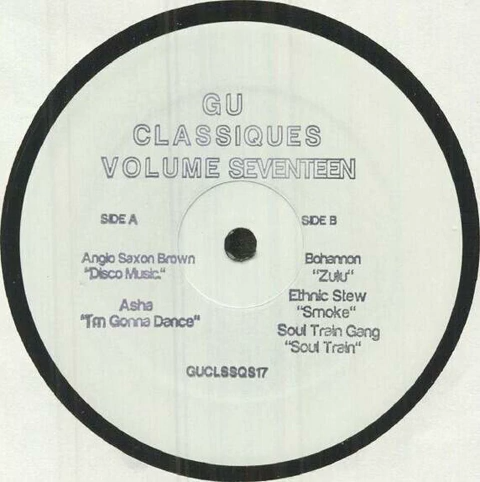 GU
CLASSIQUES
VOLUME SEVENTEEN
SIDE A
Anglo Saxon Brown
"Disco Music."
Asha
"I'm Gonna Dance"
SIDE B
Bohannon
"Zulu"
Ethnic Stew
"Smoke"
Soul Train Gang
"Soul Train"
GUCLSSQS17